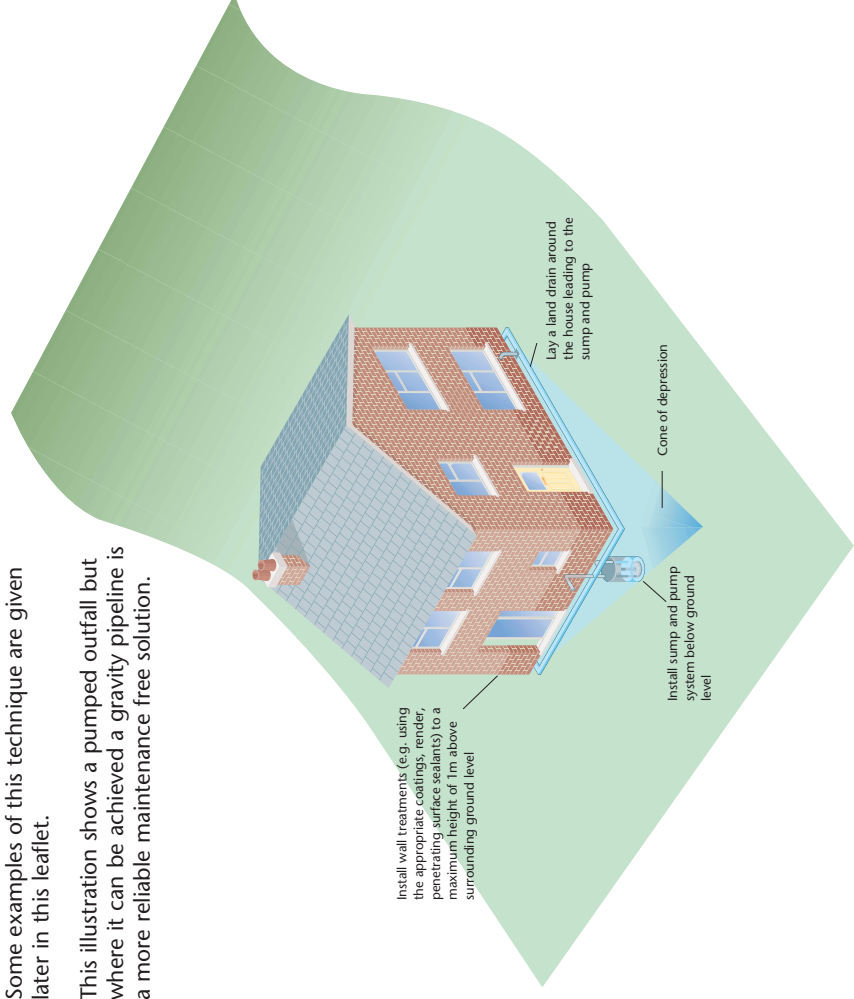 Some examples of this technique are given
later in this leaflet.
This illustration shows a pumped outfall but
where it can be achieved a gravity pipeline is
a more reliable maintenance free solution.
Install wall treatments (e.g. using
the appropriate coatings, render,
penetrating surface sealants) to a
maximum height of 1m above
surrounding ground level
Lay a land drain around
the house leading to the
sump and pump
Cone of depression
Install sump and pump
system below ground
level